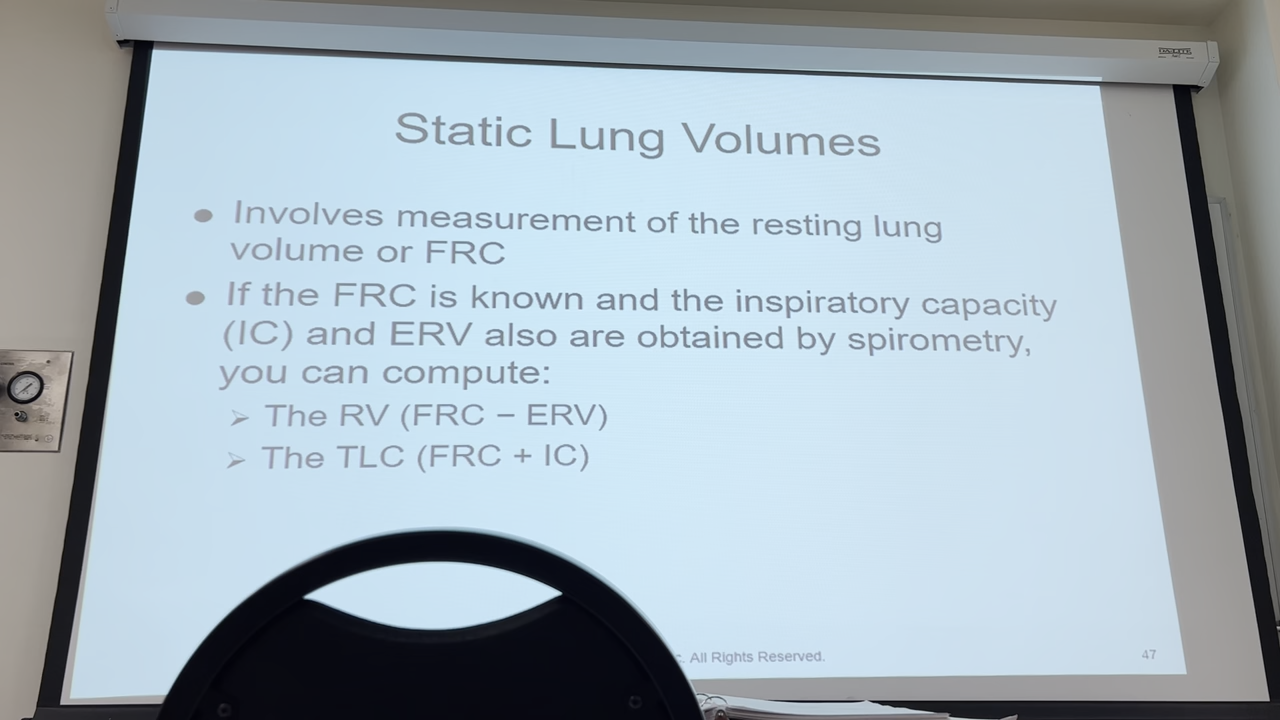 DA-LITE
Static Lung Volumes
● Involves measurement of the resting lung
volume or FRC
● If the FRC is known and the inspiratory capacity
(IC) and ERV also are obtained by spirometry,
you can compute:
➢ The RV (FRC – ERV)
➢ The TLC (FRC + IC)
c. All Rights Reserved.
47